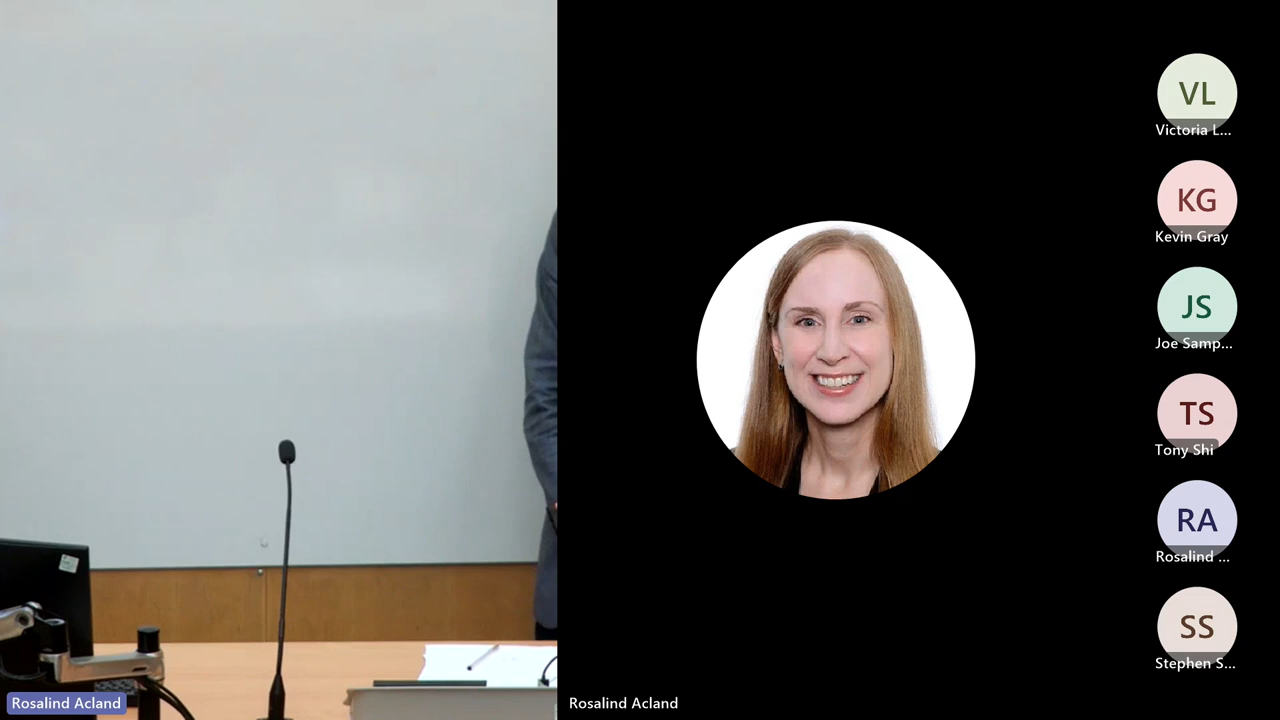 VL
Victoria L...
KG
Kevin Gray
JS
Joe Samp...
TS
Tony Shi
RA
Rosalind ...
SS
Stephen S...
Rosalind Acland
Rosalind Acland